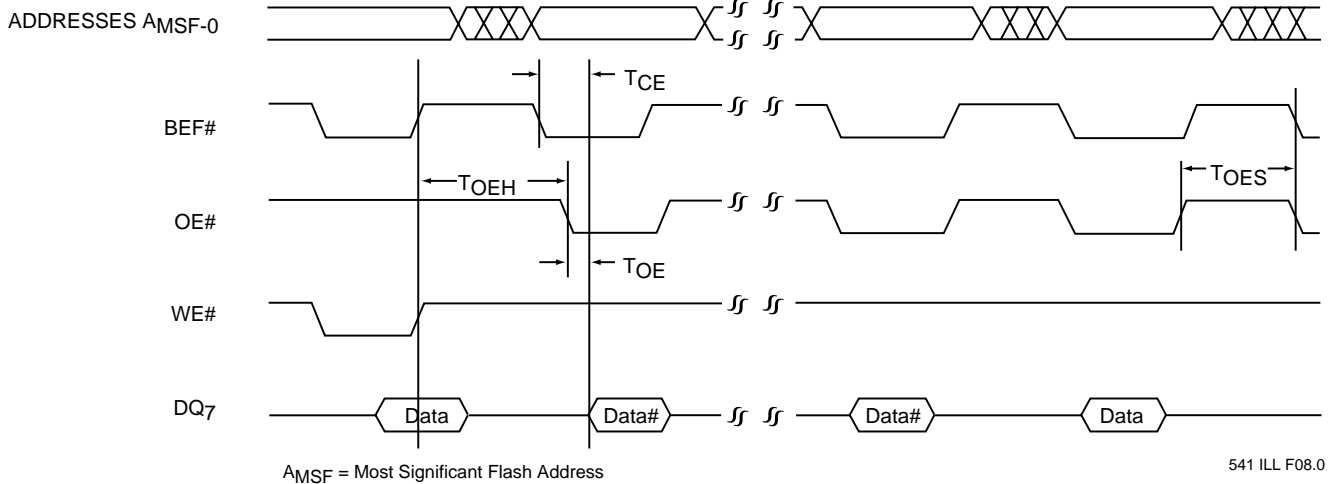 ADDRESSES AMSF-0
TCE
BEF#
TOEH
TOES
OE#
TOE
WE#
DQ7
Data
Data#
Data#
Data
AMSF = Most Significant Flash Address
541 ILL F08.0